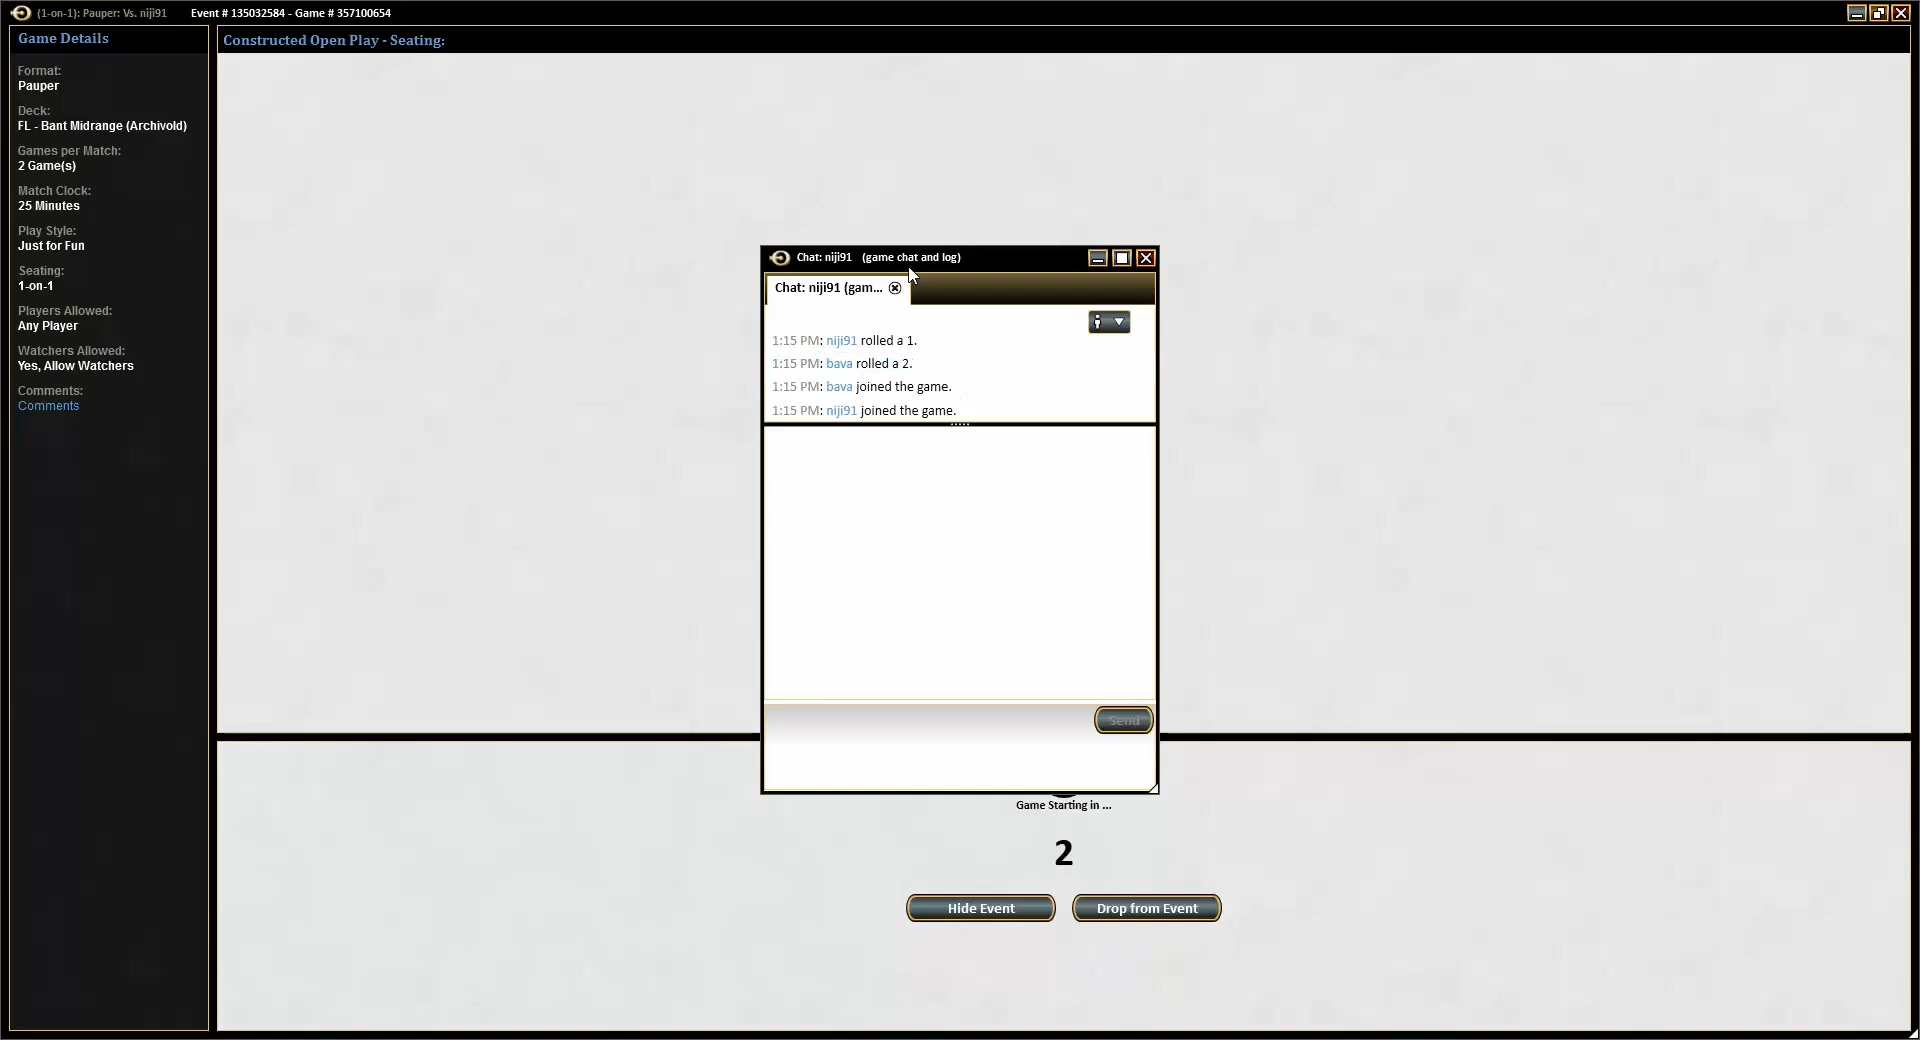 (1-on-1): Pauper: Vs. niji91 Event # 135032584 - Game # 357100654
Game Details
Format:
Pauper
Deck:
FL - Bant Midrange (Archivold)
Games per Match:
2 Game(s)
Match Clock:
25 Minutes
Play Style:
Just for Fun
Seating:
1-on-1
Players Allowed:
Any Player
Watchers Allowed:
Yes, Allow Watchers
Comments:
Comments
Constructed Open Play - Seating:
Chat: niji91 (game chat and log)
Chat: niji91 (gam...
1:15 PM: niji91 rolled a 1.
1:15 PM: bava rolled a 2.
1:15 PM: bava joined the game.
1:15 PM: niji91 joined the game.
Send
Game Starting in ...
2
Hide Event
Drop from Event